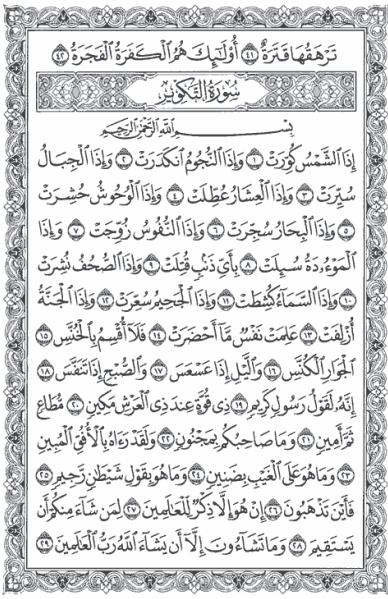 تَرْهَقُهَا قَتَرَةٌ ٤١ أُو۟لَٰٓئِكَ هُمُ ٱلْكَفَرَةُ ٱلْفَجَرَةُ ٤٢
سُورَةُ التَّكْوِيرِ
بِسْمِ ٱللَّهِ ٱلرَّحْمَٰنِ ٱلرَّحِيمِ
إِذَا ٱلشَّمْسُ كُوِّرَتْ ١ وَإِذَا ٱلنُّجُومُ ٱنكَدَرَتْ ٢ وَإِذَا ٱلْجِبَالُ
سُيِّرَتْ ٣ وَإِذَا ٱلْعِشَارُ عُطِّلَتْ ٤ وَإِذَا ٱلْوُحُوشُ حُشِرَتْ
٥ وَإِذَا ٱلْبِحَارُ سُجِّرَتْ ٦ وَإِذَا ٱلنُّفُوسُ زُوِّجَتْ ٧ وَإِذَا
ٱلْمَوْءُۥدَةُ سُئِلَتْ ٨ بِأَىِّ ذَنۢبٍ قُتِلَتْ ٩ وَإِذَا ٱلصُّحُفُ نُشِرَتْ
١٠ وَإِذَا ٱلسَّمَآءُ كُشِطَتْ ١١ وَإِذَا ٱلْجَحِيمُ سُعِّرَتْ ١٢ وَإِذَا ٱلْجَنَّةُ
أُزْلِفَتْ ١٣ عَلِمَتْ نَفْسٌ مَّآ أَحْضَرَتْ ١٤ فَلَآ أُقْسِمُ بِٱلْخُنَّسِ ١٥
ٱلْجَوَارِ ٱلْكُنَّسِ ١٦ وَٱلَّيْلِ إِذَا عَسْعَسَ ١٧ وَٱلصُّبْحِ إِذَا تَنَفَّسَ ١٨
إِنَّهُۥ لَقَوْلُ رَسُولٍ كَرِيمٍ ١٩ ذِى قُوَّةٍ عِندَ ذِى ٱلْعَرْشِ مَكِينٍ ٢٠ مُّطَاعٍ
ثَمَّ أَمِينٍ ٢١ وَمَا صَاحِبُكُم بِمَجْنُونٍ ٢٢ وَلَقَدْ رَءَاهُ بِٱلْأُفُقِ ٱلْمُبِينِ
٢٣ وَمَا هُوَ عَلَى ٱلْغَيْبِ بِضَنِينٍ ٢٤ وَمَا هُوَ بِقَوْلِ شَيْطَٰنٍ رَّجِيمٍ ٢٥
فَأَيْنَ تَذْهَبُونَ ٢٦ إِنْ هُوَ إِلَّا ذِكْرٌ لِّلْعَٰلَمِينَ ٢٧ لِمَن شَآءَ مِنكُمْ أَن
يَسْتَقِيمَ ٢٨ وَمَا تَشَآءُونَ إِلَّآ أَن يَشَآءَ ٱللَّهُ رَبُّ ٱلْعَٰلَمِينَ ٢٩